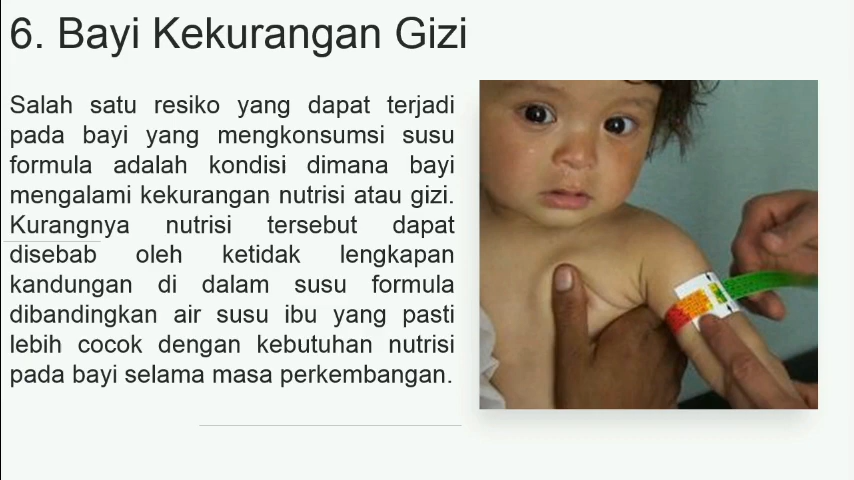 6. Bayi Kekurangan Gizi
Salah satu resiko yang dapat terjadi
pada bayi yang mengkonsumsi susu
formula adalah kondisi dimana bayi
mengalami kekurangan nutrisi atau gizi.
Kurangnya nutrisi tersebut dapat
disebab oleh ketidak lengkapan
kandungan di dalam susu formula
dibandingkan air susu ibu yang pasti
lebih cocok dengan kebutuhan nutrisi
pada bayi selama masa perkembangan.